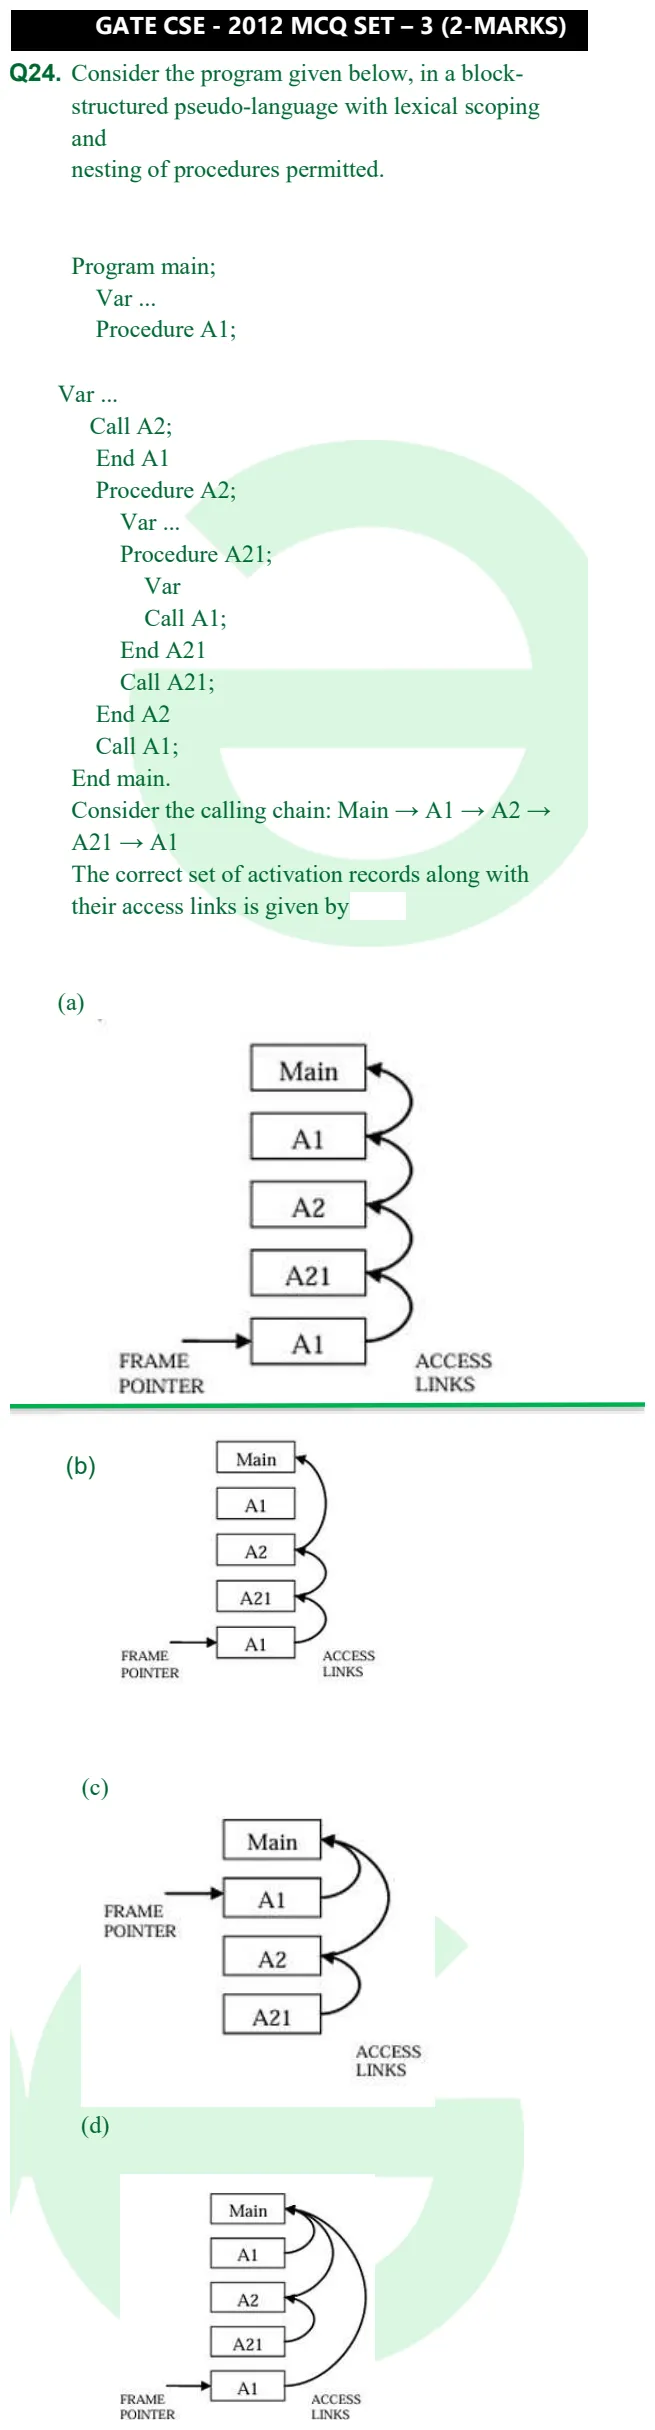 GATE CSE - 2012 MCQ SET – 3 (2-MARKS)
Q24. Consider the program given below, in a block-
structured pseudo-language with lexical scoping
and
nesting of procedures permitted.
Program main;
Var ...
Procedure A1;
Var ...
Call A2;
End A1
Procedure A2;
Var ...
Procedure A21;
Var
Call A1;
End A21
Call A21;
End A2
Call A1;
End main.
Consider the calling chain: Main → A1 → A2 →
A21 → A1
The correct set of activation records along with
their access links is given by
(a)
Main
A1
A2
A21
A1
FRAME
POINTER
ACCESS
LINKS
(b)
Main
A1
A2
A21
A1
FRAME
POINTER
ACCESS
LINKS
(c)
Main
A1
FRAME
POINTER
A2
A21
ACCESS
LINKS
(d)
Main
A1
A2
A21
A1
FRAME
POINTER
ACCESS
LINKS